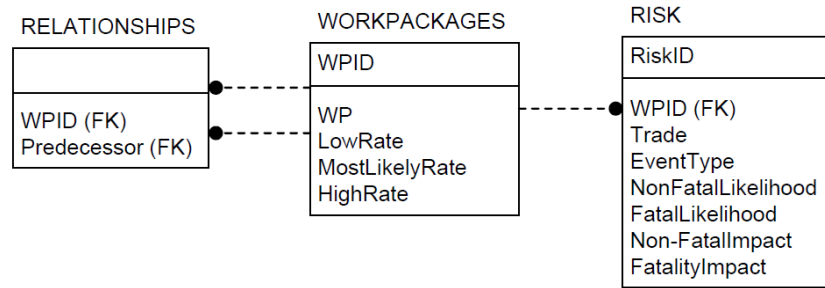 RELATIONSHIPS
WPID (FK)
Predecessor (FK)
WORKPACKAGES
WPID
WP
LowRate
MostLikelyRate
HighRate
RISK
RiskID
WPID (FK)
Trade
EventType
NonFatalLikelihood
FatalLikelihood
Non-FatalImpact
FatalityImpact